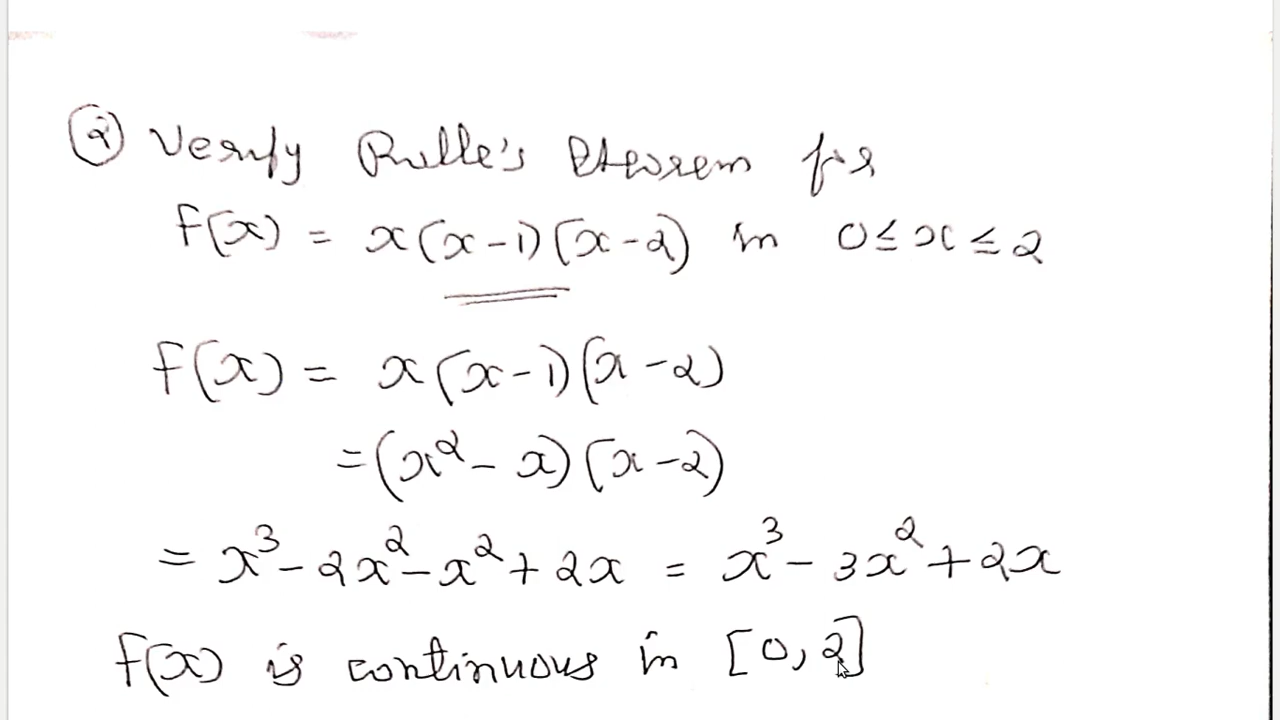 ② Verify Rolle's theorem for
f(x) = x(x-1)(x-2) in 0≤x≤2
f(x) = x(x-1)(x-2)
=(x²-x)(x-2)
= x³-2x²-x²+2x = x³-3x²+2x
f(x) is continuous in [0,2]